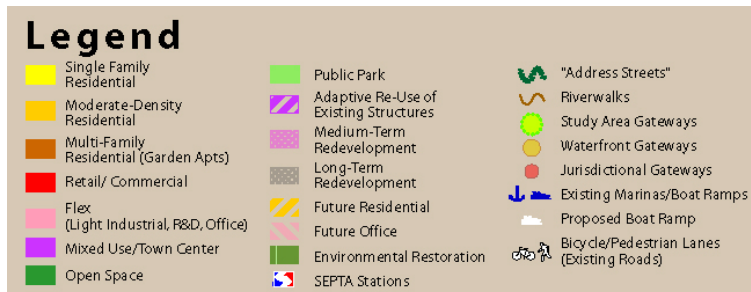 Legend
Single Family
Residential
Moderate-Density
Residential
Multi-Family
Residential (Garden Apts)
Retail/ Commercial
Flex
(Light Industrial, R&D, Office)
Mixed Use/Town Center
Open Space
Public Park
Adaptive Re-Use of
Existing Structures
Medium-Term
Redevelopment
Long-Term
Redevelopment
Future Residential
Future Office
Environmental Restoration
SEPTA Stations
"Address Streets"
Riverwalks
Study Area Gateways
Waterfront Gateways
Jurisdictional Gateways
Existing Marinas/Boat Ramps
Proposed Boat Ramp
Bicycle/Pedestrian Lanes
(Existing Roads)